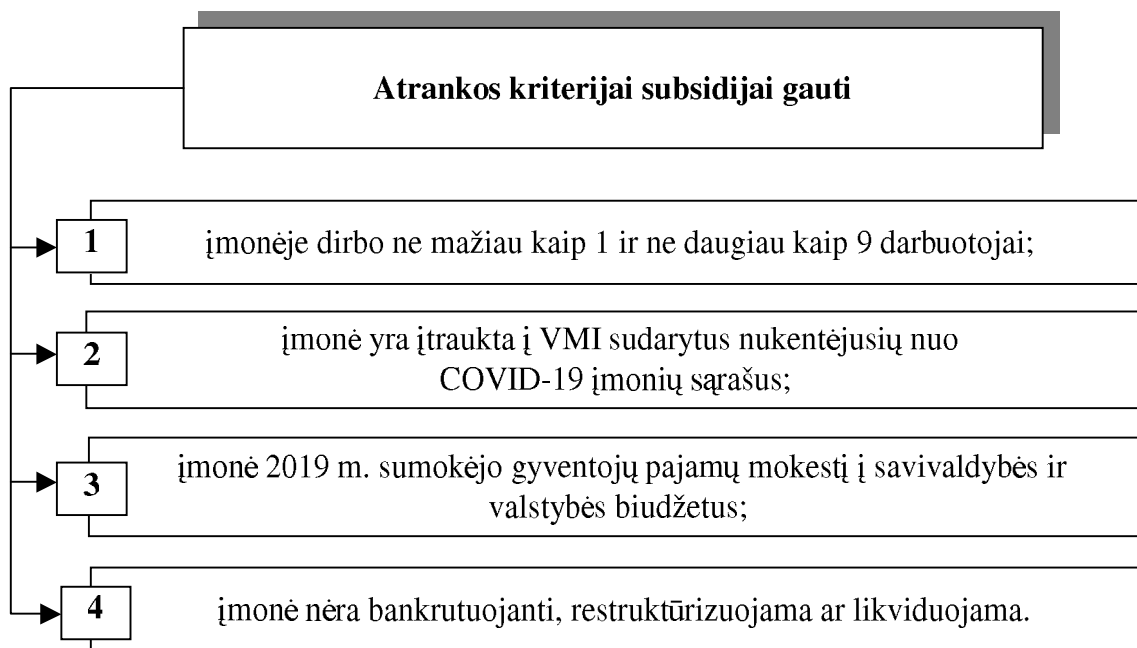 Atrankos kriterijai subsidijai gauti
1
įmonėje dirbo ne mažiau kaip 1 ir ne daugiau kaip 9 darbuotojai;
2
įmonė yra įtraukta į VMI sudarytus nukentėjusių nuo
COVID-19 įmonių sąrašus;
3
įmonė 2019 m. sumokėjo gyventojų pajamų mokestį į savivaldybės ir
valstybės biudžetus;
4
įmonė nėra bankrutuojanti, restruktūrizuojama ar likviduojama.